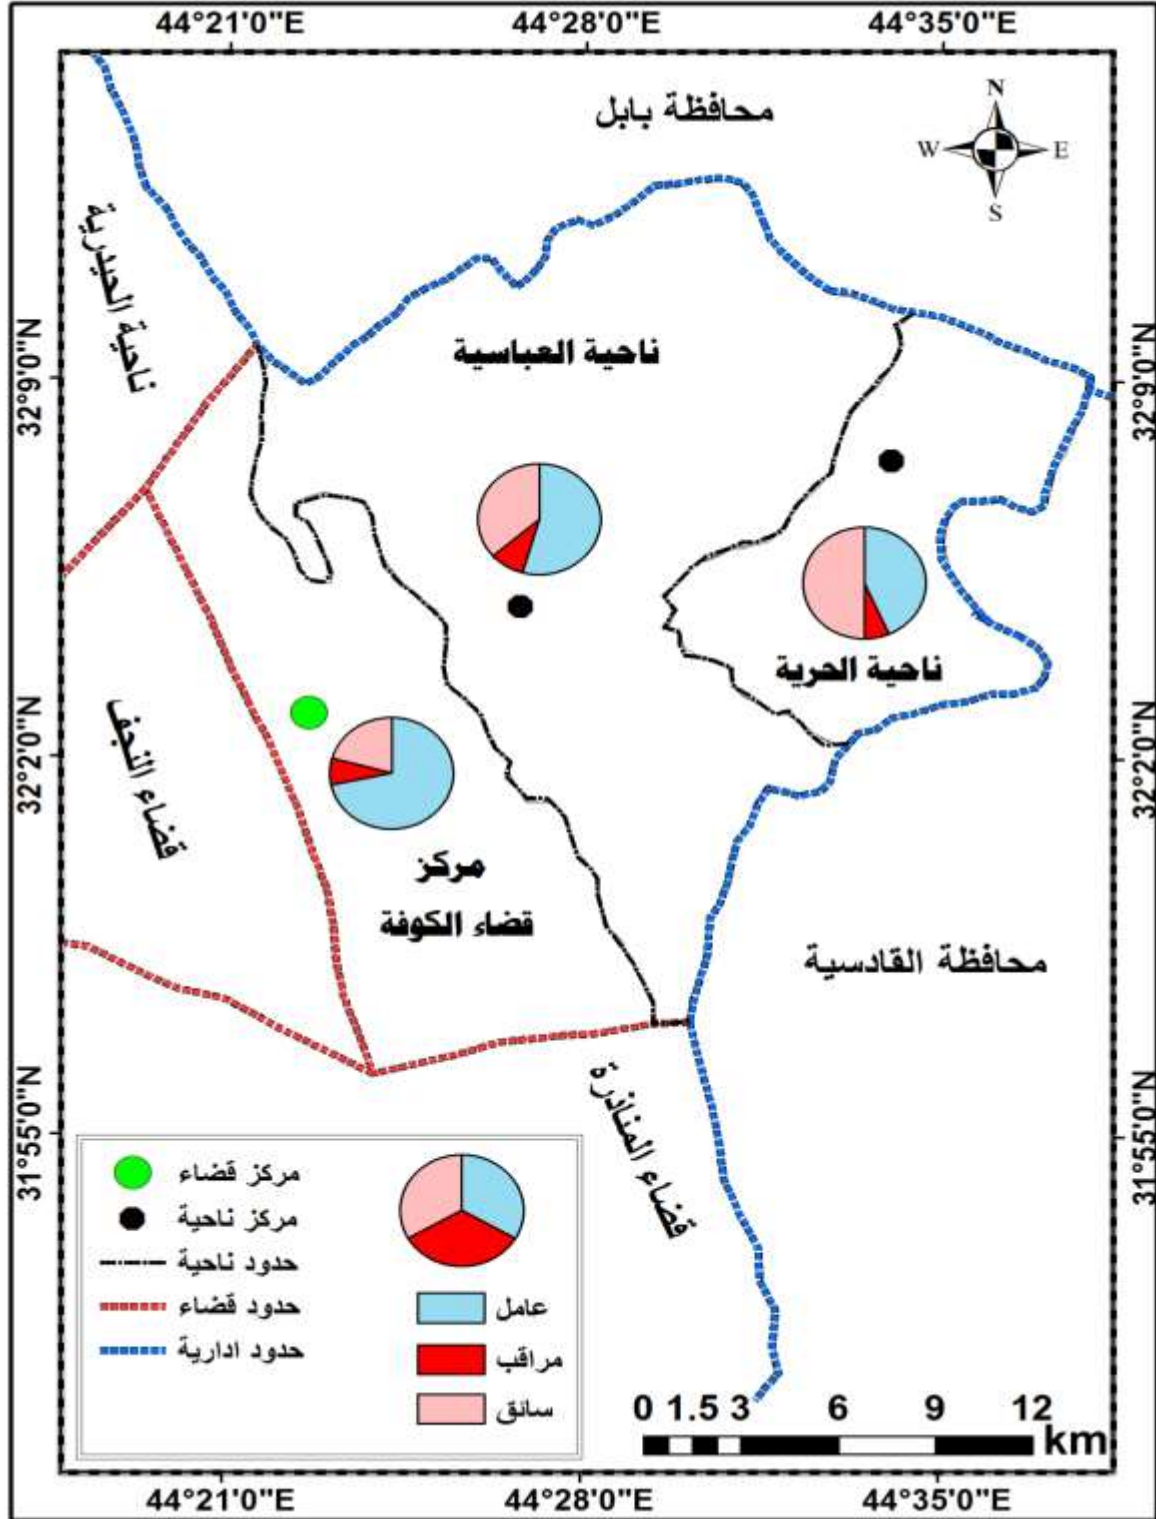 44°21'0"E 44°28'0"E 44°35'0"E
محافظة بابل
N
W E
S
ناحية الحيدرية
ناحية العباسية
32°9'0"N 32°9'0"N
ناحية الحرية
قضاء النجف
32°2'0"N 32°2'0"N
مركز
قضاء الكوفة
محافظة القادسية
قضاء المناذرة
31°55'0"N 31°55'0"N
مركز قضاء
مركز ناحية
حدود ناحية
حدود قضاء
حدود ادارية
عامل
مراقب
سائق
0 1.5 3 6 9 12
km
44°21'0"E 44°28'0"E 44°35'0"E